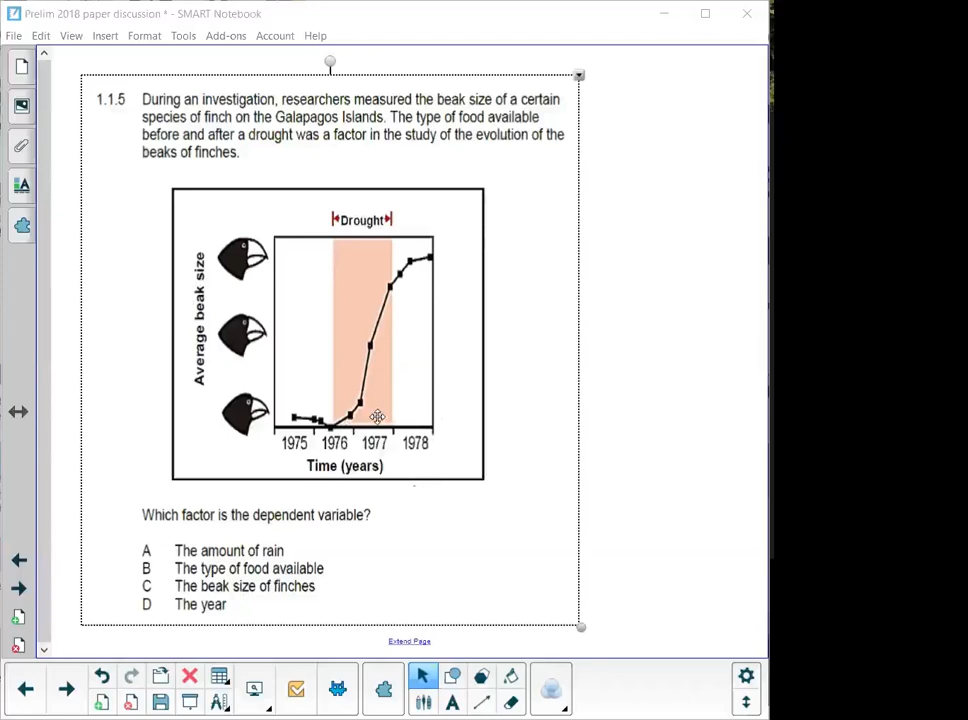 Prelim 2018 paper discussion * - SMART Notebook
File Edit View Insert Format Tools Add-ons Account Help
1.1.5 During an investigation, researchers measured the beak size of a certain
species of finch on the Galapagos Islands. The type of food available
before and after a drought was a factor in the study of the evolution of the
beaks of finches.
Drought
Average beak size
1975 1976 1977 1978
Time (years)
Which factor is the dependent variable?
A The amount of rain
B The type of food available
C The beak size of finches
D The year
Extend Page